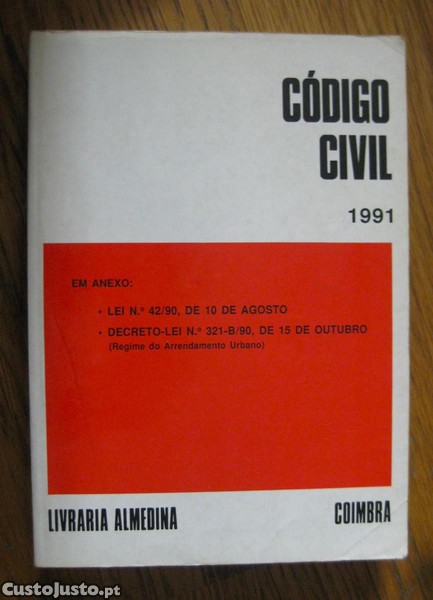 CÓDIGO
CIVIL
1991
EM ANEXO:
• LEI N.º 42/90, DE 10 DE AGOSTO
• DECRETO-LEI N.º 321-B/90, DE 15 DE OUTUBRO
(Regime do Arrendamento Urbano)
LIVRARIA ALMEDINA COIMBRA
CustoJusto.pt